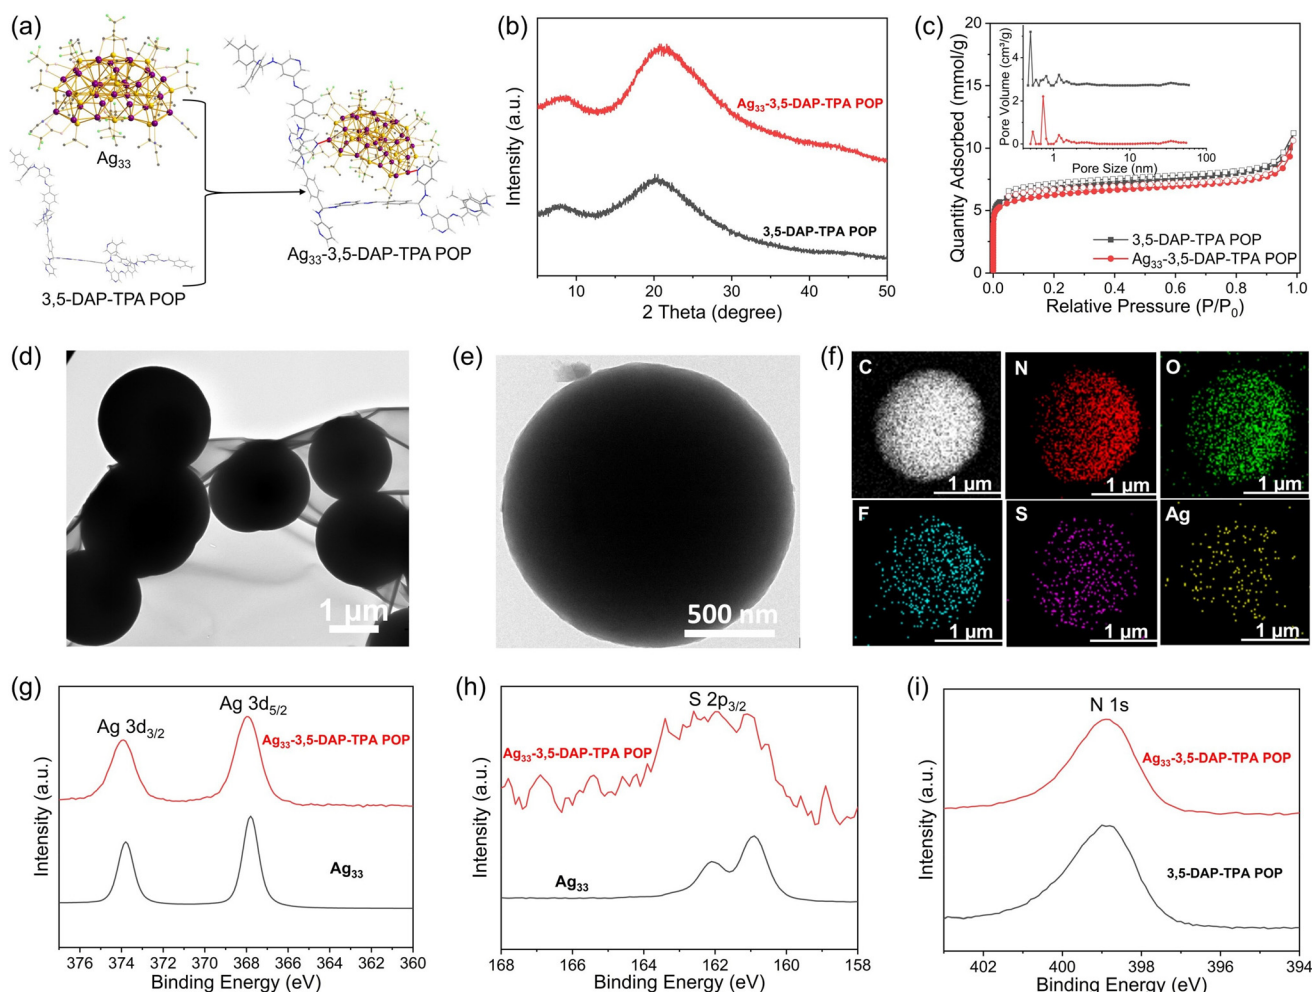 (a)
Ag33
3,5-DAP-TPA POP
Ag33-3,5-DAP-TPA POP
(b)
Intensity (a.u.)
Ag33-3,5-DAP-TPA POP
3,5-DAP-TPA POP
10 20 30 40 50
2 Theta (degree)
(c)
Quantity Adsorbed (mmol/g)
20
15
10
5
0
Pore Volume (cm³/g)
4
2
0
1 10 100
Pore Size (nm)
3,5-DAP-TPA POP
Ag33-3,5-DAP-TPA POP
0.0 0.2 0.4 0.6 0.8 1.0
Relative Pressure (P/P0)
(d)
1 μm
(e)
500 nm
(f)
C
1 μm
N
1 μm
O
1 μm
F
1 μm
S
1 μm
Ag
1 μm
(g)
Intensity (a.u.)
Ag 3d3/2
Ag 3d5/2
Ag33-3,5-DAP-TPA POP
Ag33
376 374 372 370 368 366 364 362 360
Binding Energy (eV)
(h)
Intensity (a.u.)
S 2p3/2
Ag33-3,5-DAP-TPA POP
Ag33
168 166 164 162 160 158
Binding Energy (eV)
(i)
Intensity (a.u.)
N 1s
Ag33-3,5-DAP-TPA POP
3,5-DAP-TPA POP
402 400 398 396 394
Binding Energy (eV)